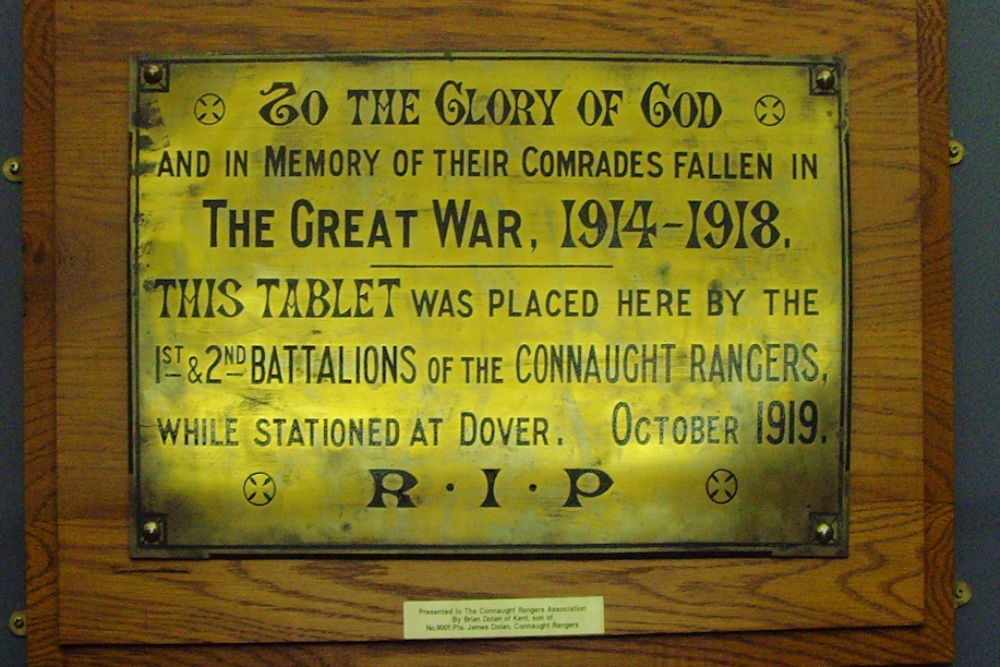 To the Glory of God
and in Memory of their Comrades fallen in
The Great War, 1914-1918.
This Tablet was placed here by the
1st & 2nd Battalions of the Connaught Rangers,
while stationed at Dover. October 1919.
R·I·P
Presented to The Connaught Rangers Association
By Brian Dolan of Kent, son of
No.9001 Pte. James Dolan, Connaught Rangers